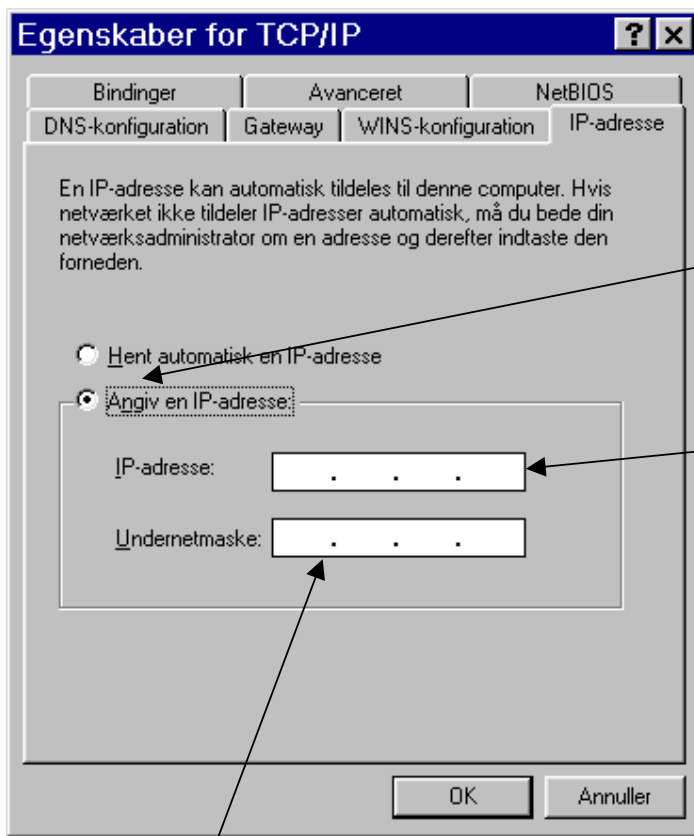 Egenskaber for TCP/IP
Bindinger Avanceret NetBIOS
DNS-konfiguration Gateway WINS-konfiguration IP-adresse
En IP-adresse kan automatisk tildeles til denne computer. Hvis
netværket ikke tildeler IP-adresser automatisk, må du bede din
netværksadministrator om en adresse og derefter indtaste den
forneden.
Hent automatisk en IP-adresse
Angiv en IP-adresse:
IP-adresse: . . .
Undernetmaske: . . .
OK Annuller